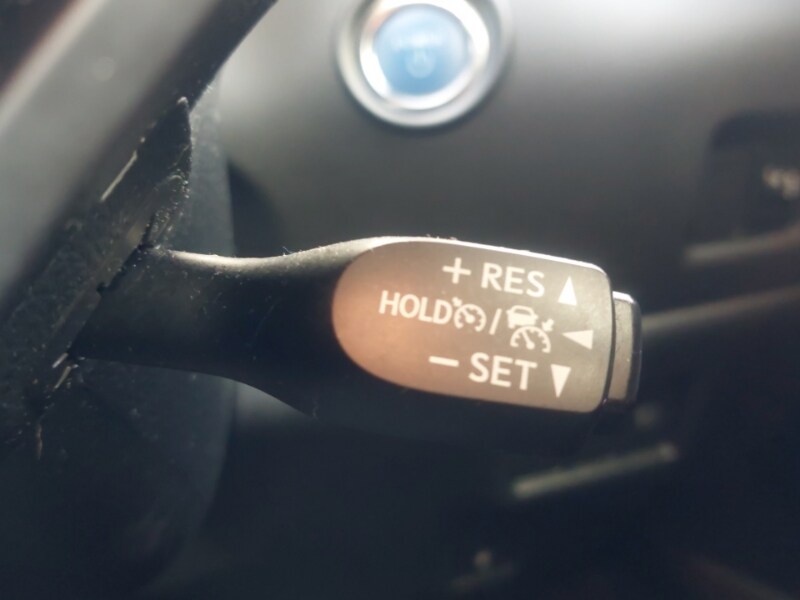 + RES ▲
HOLD / ◀
− SET ▼